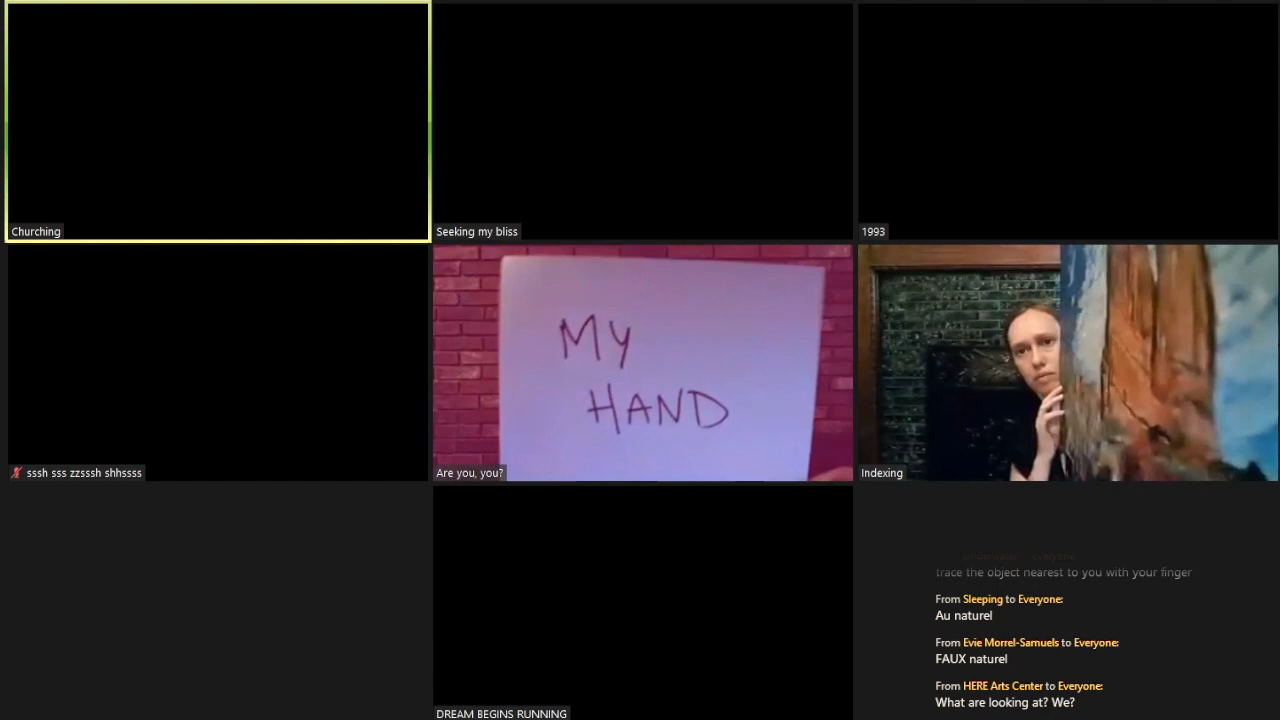 Churching
Seeking my bliss
1993
MY
HAND
sssh sss zzsssh shhssss
Are you, you?
Indexing
trace the object nearest to you with your finger
From Sleeping to Everyone:
Au naturel
From Evie Morrel-Samuels to Everyone:
FAUX naturel
From HERE Arts Center to Everyone:
What are looking at? We?
DREAM BEGINS RUNNING